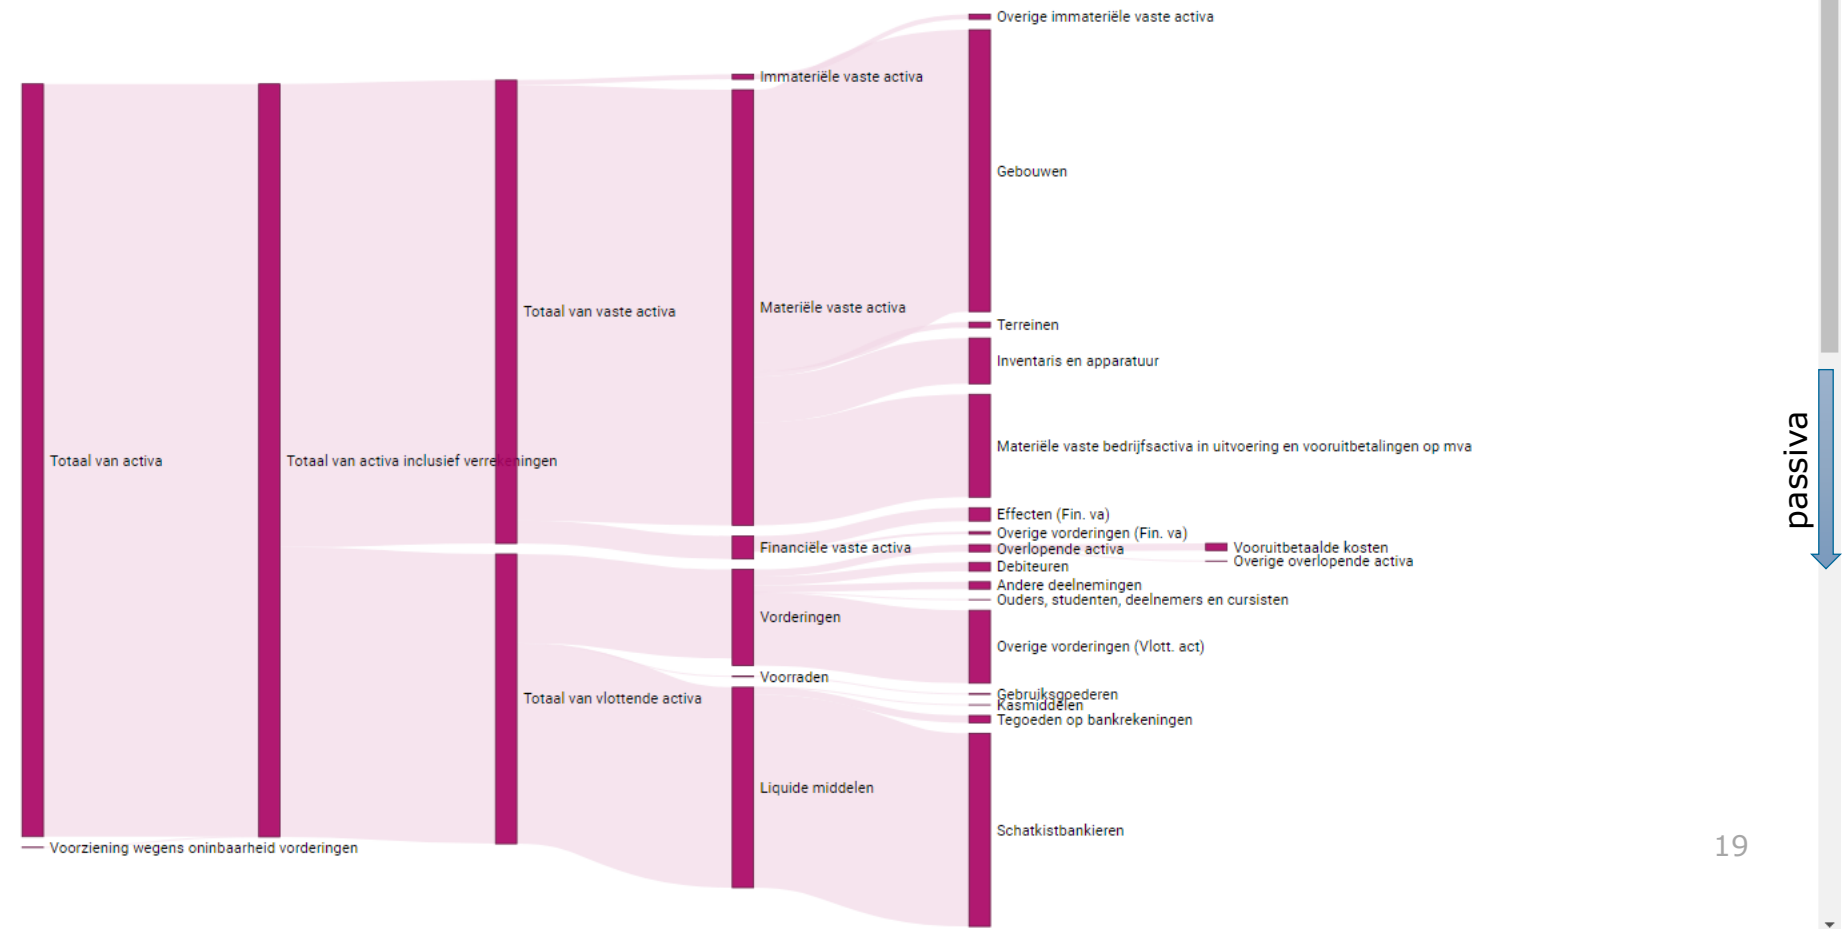 Totaal van activa
Voorziening wegens oninbaarheid vorderingen
Totaal van activa inclusief verrekeningen
Totaal van vaste activa
Totaal van vlottende activa
Immateriële vaste activa
Materiële vaste activa
Financiële vaste activa
Vorderingen
Voorraden
Liquide middelen
Overige immateriële vaste activa
Gebouwen
Terreinen
Inventaris en apparatuur
Materiële vaste bedrijfsactiva in uitvoering en vooruitbetalingen op mva
Effecten (Fin. va)
Overige vorderingen (Fin. va)
Overlopende activa
Debiteuren
Andere deelnemingen
Ouders, studenten, deelnemers en cursisten
Overige vorderingen (Vlott. act)
Gebruiksgoederen
Kasmiddelen
Tegoeden op bankrekeningen
Schatkistbankieren
Vooruitbetaalde kosten
Overige overlopende activa
passiva
19